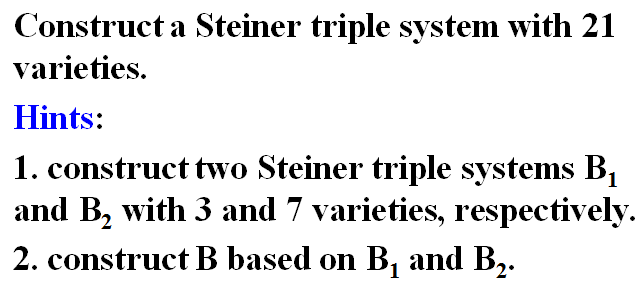 Construct a Steiner triple system with 21
varieties.
Hints:
1. construct two Steiner triple systems B₁
and B₂ with 3 and 7 varieties, respectively.
2. construct B based on B₁ and B₂.